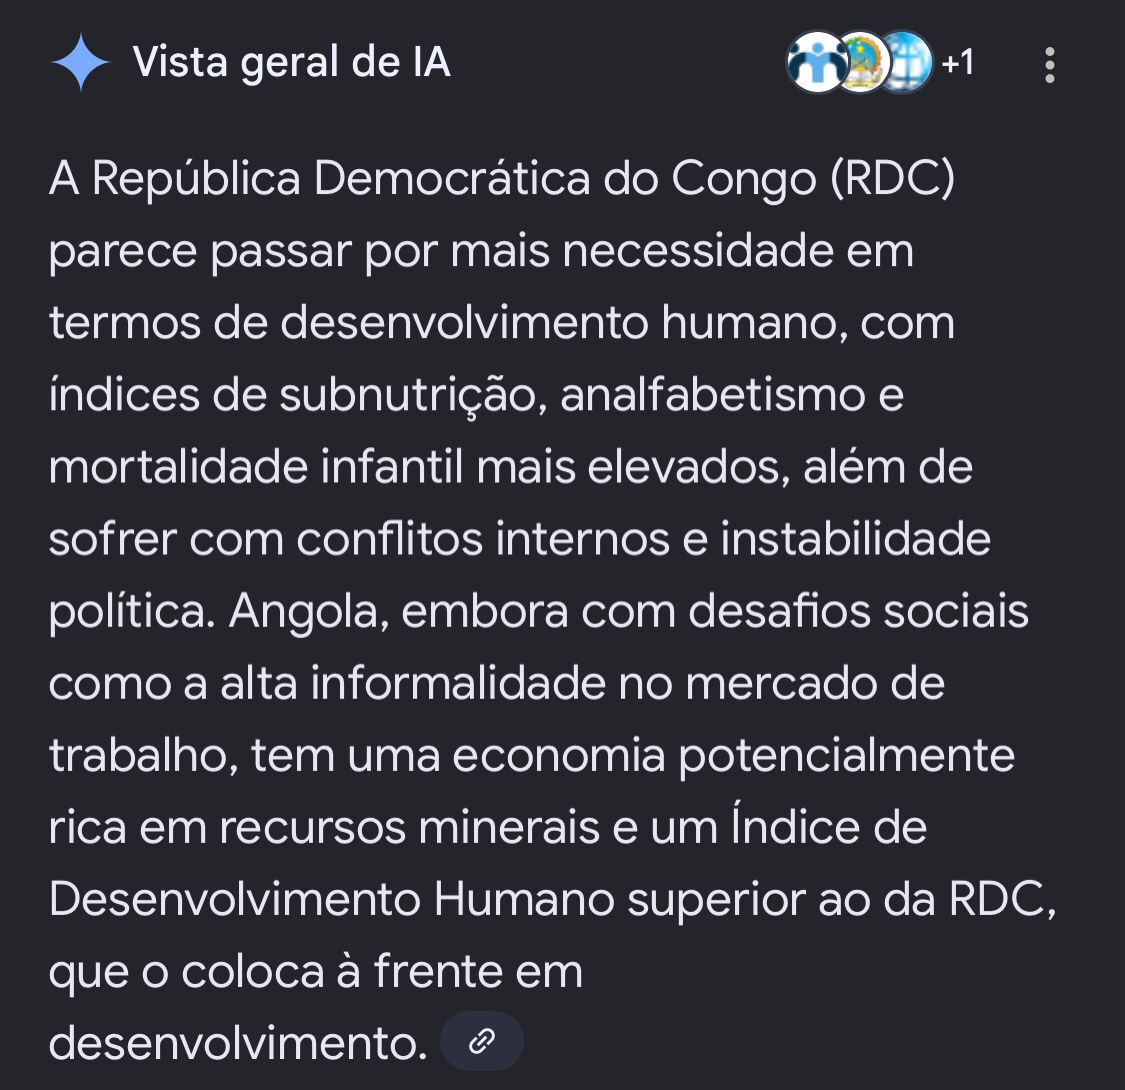 Vista geral de IA
+1
A República Democrática do Congo (RDC)
parece passar por mais necessidade em
termos de desenvolvimento humano, com
índices de subnutrição, analfabetismo e
mortalidade infantil mais elevados, além de
sofrer com conflitos internos e instabilidade
política. Angola, embora com desafios sociais
como a alta informalidade no mercado de
trabalho, tem uma economia potencialmente
rica em recursos minerais e um Índice de
Desenvolvimento Humano superior ao da RDC,
que o coloca à frente em
desenvolvimento.